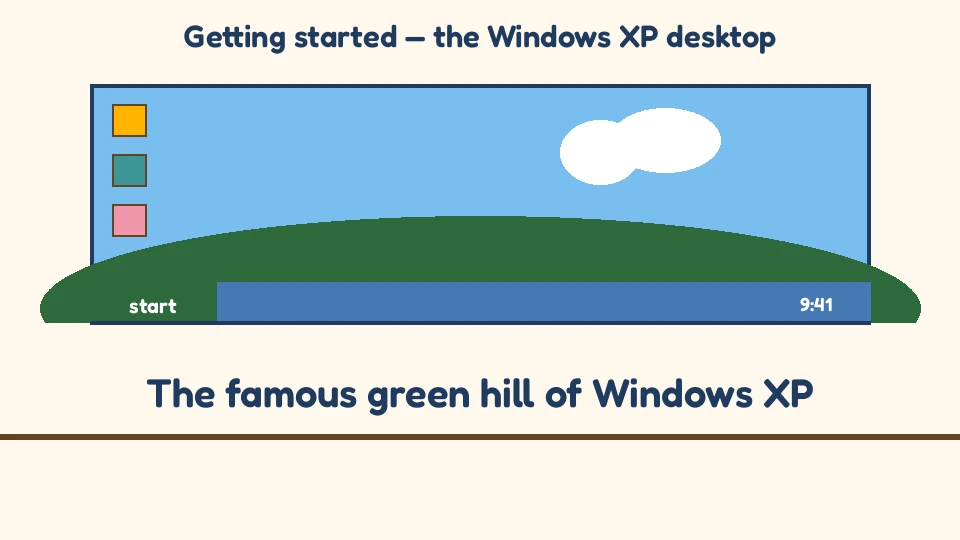 Getting started — the Windows XP desktop
start
9:41
The famous green hill of Windows XP